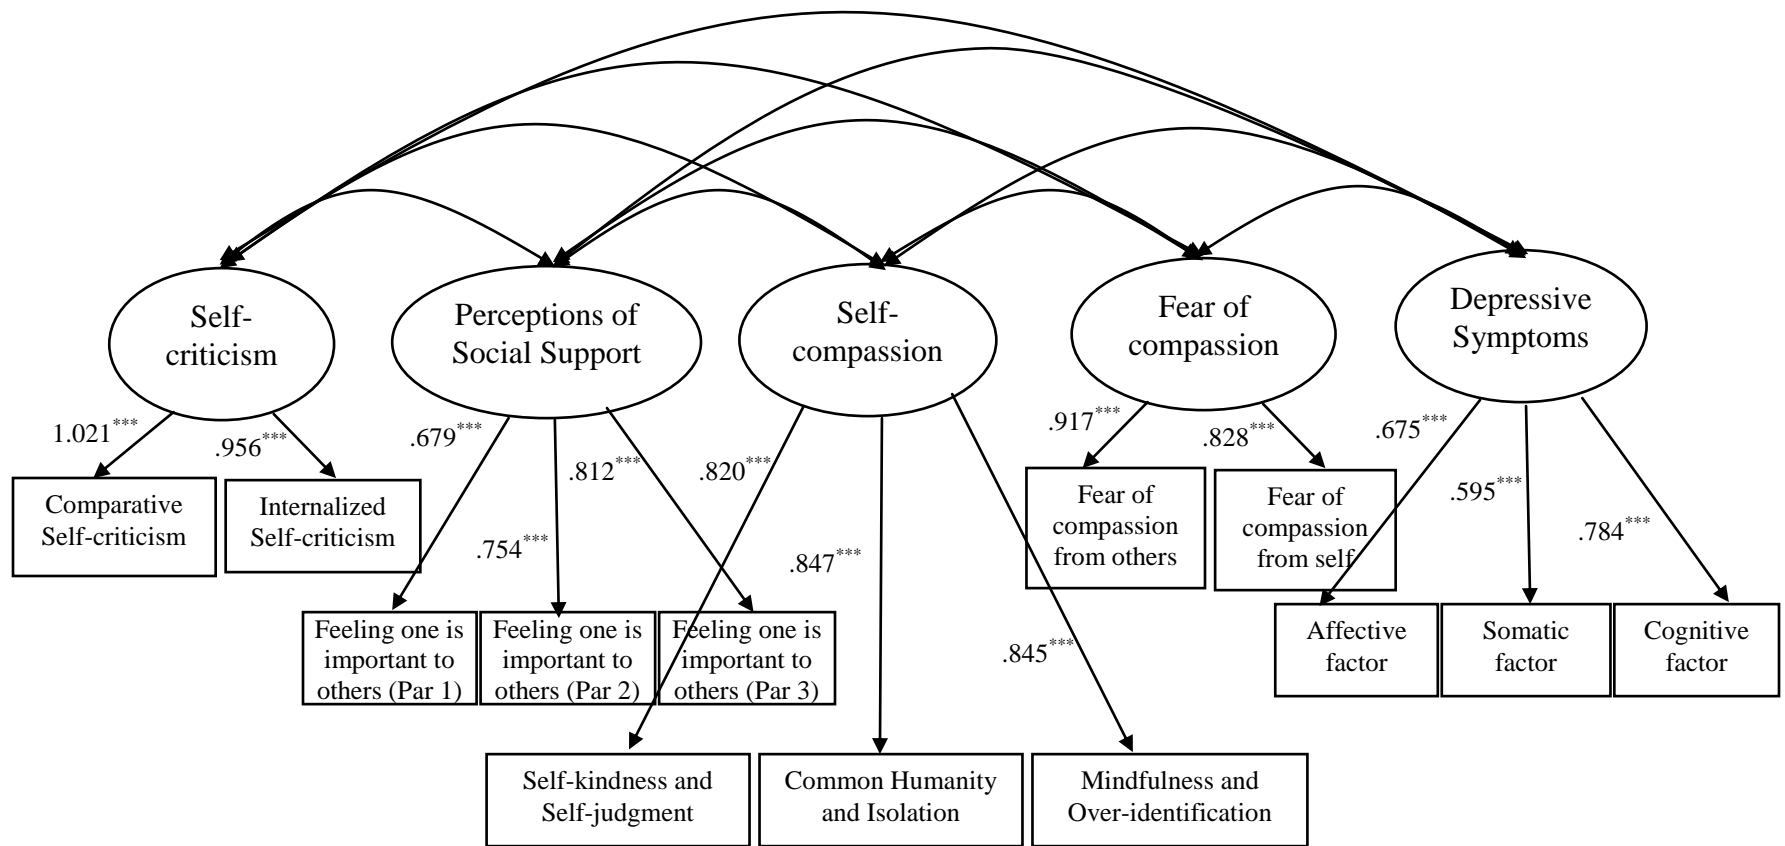 Self-
criticism
Perceptions of
Social Support
Self-
compassion
Fear of
compassion
Depressive
Symptoms
1.021***
.956***
.679***
.812***
.754***
.820***
.847***
.845***
.917***
.828***
.675***
.595***
.784***
Comparative
Self-criticism
Internalized
Self-criticism
Fear of
compassion
from others
Fear of
compassion
from self
Feeling one is
important to
others (Par 1)
Feeling one is
important to
others (Par 2)
Feeling one is
important to
others (Par 3)
Affective
factor
Somatic
factor
Cognitive
factor
Self-kindness and
Self-judgment
Common Humanity
and Isolation
Mindfulness and
Over-identification